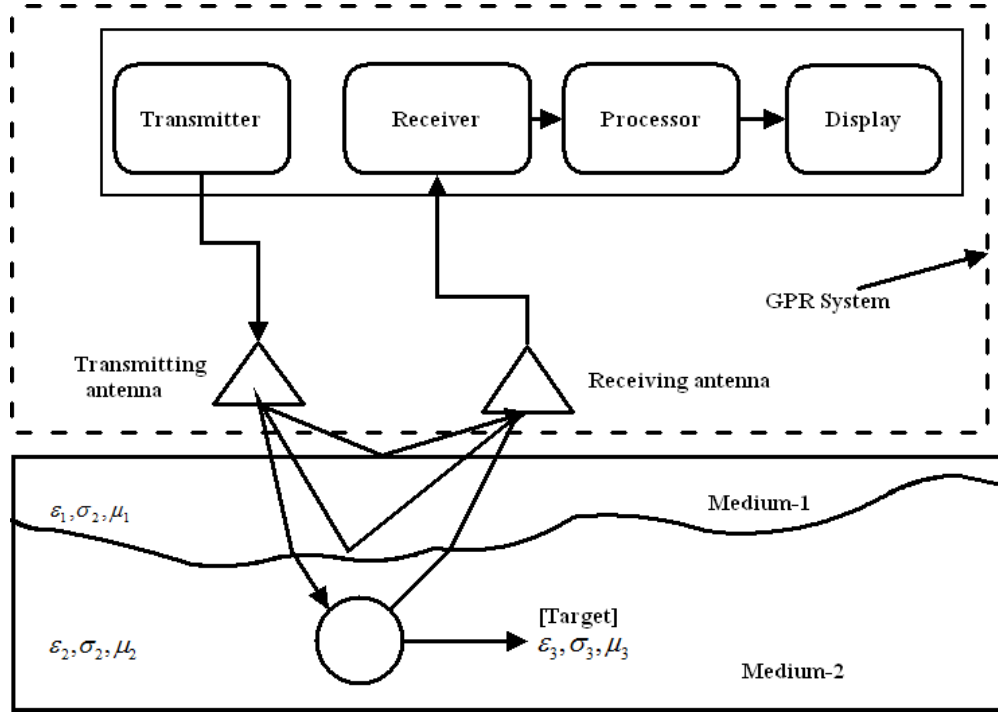 Transmitter
Receiver
Processor
Display
GPR System
Transmitting
antenna
Receiving antenna
Medium-1
ε₁,σ₂,μ₁
[Target]
ε₃,σ₃,μ₃
ε₂,σ₂,μ₂
Medium-2